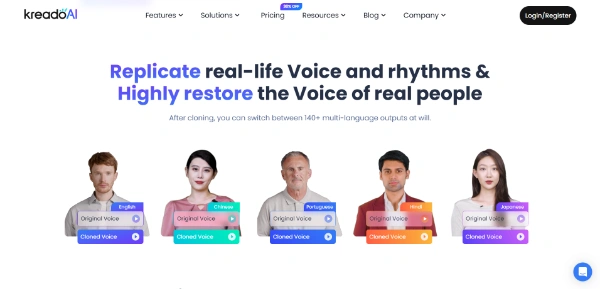 kreadoAI
Features
Solutions
Pricing
50% OFF
Resources
Blog
Company
Login/Register
Replicate real-life Voice and rhythms &
Highly restore the Voice of real people
After cloning, you can switch between 140+ multi-language outputs at will.
English
Original Voice
Cloned Voice
Chinese
Original Voice
Cloned Voice
Portuguese
Original Voice
Cloned Voice
Hindi
Original Voice
Cloned Voice
Japanese
Original Voice
Cloned Voice